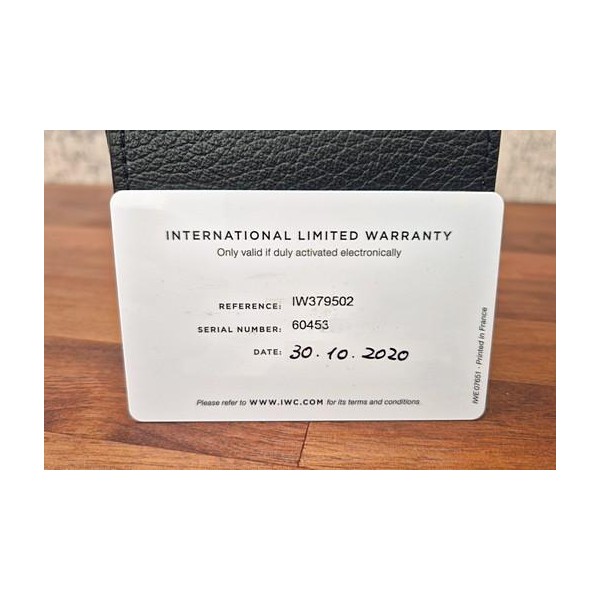 INTERNATIONAL LIMITED WARRANTY
Only valid if duly activated electronically
REFERENCE: IW379502
SERIAL NUMBER: 60453
DATE: 30.10.2020
Please refer to WWW.IWC.COM for its terms and conditions.
IWE07651 - Printed in France